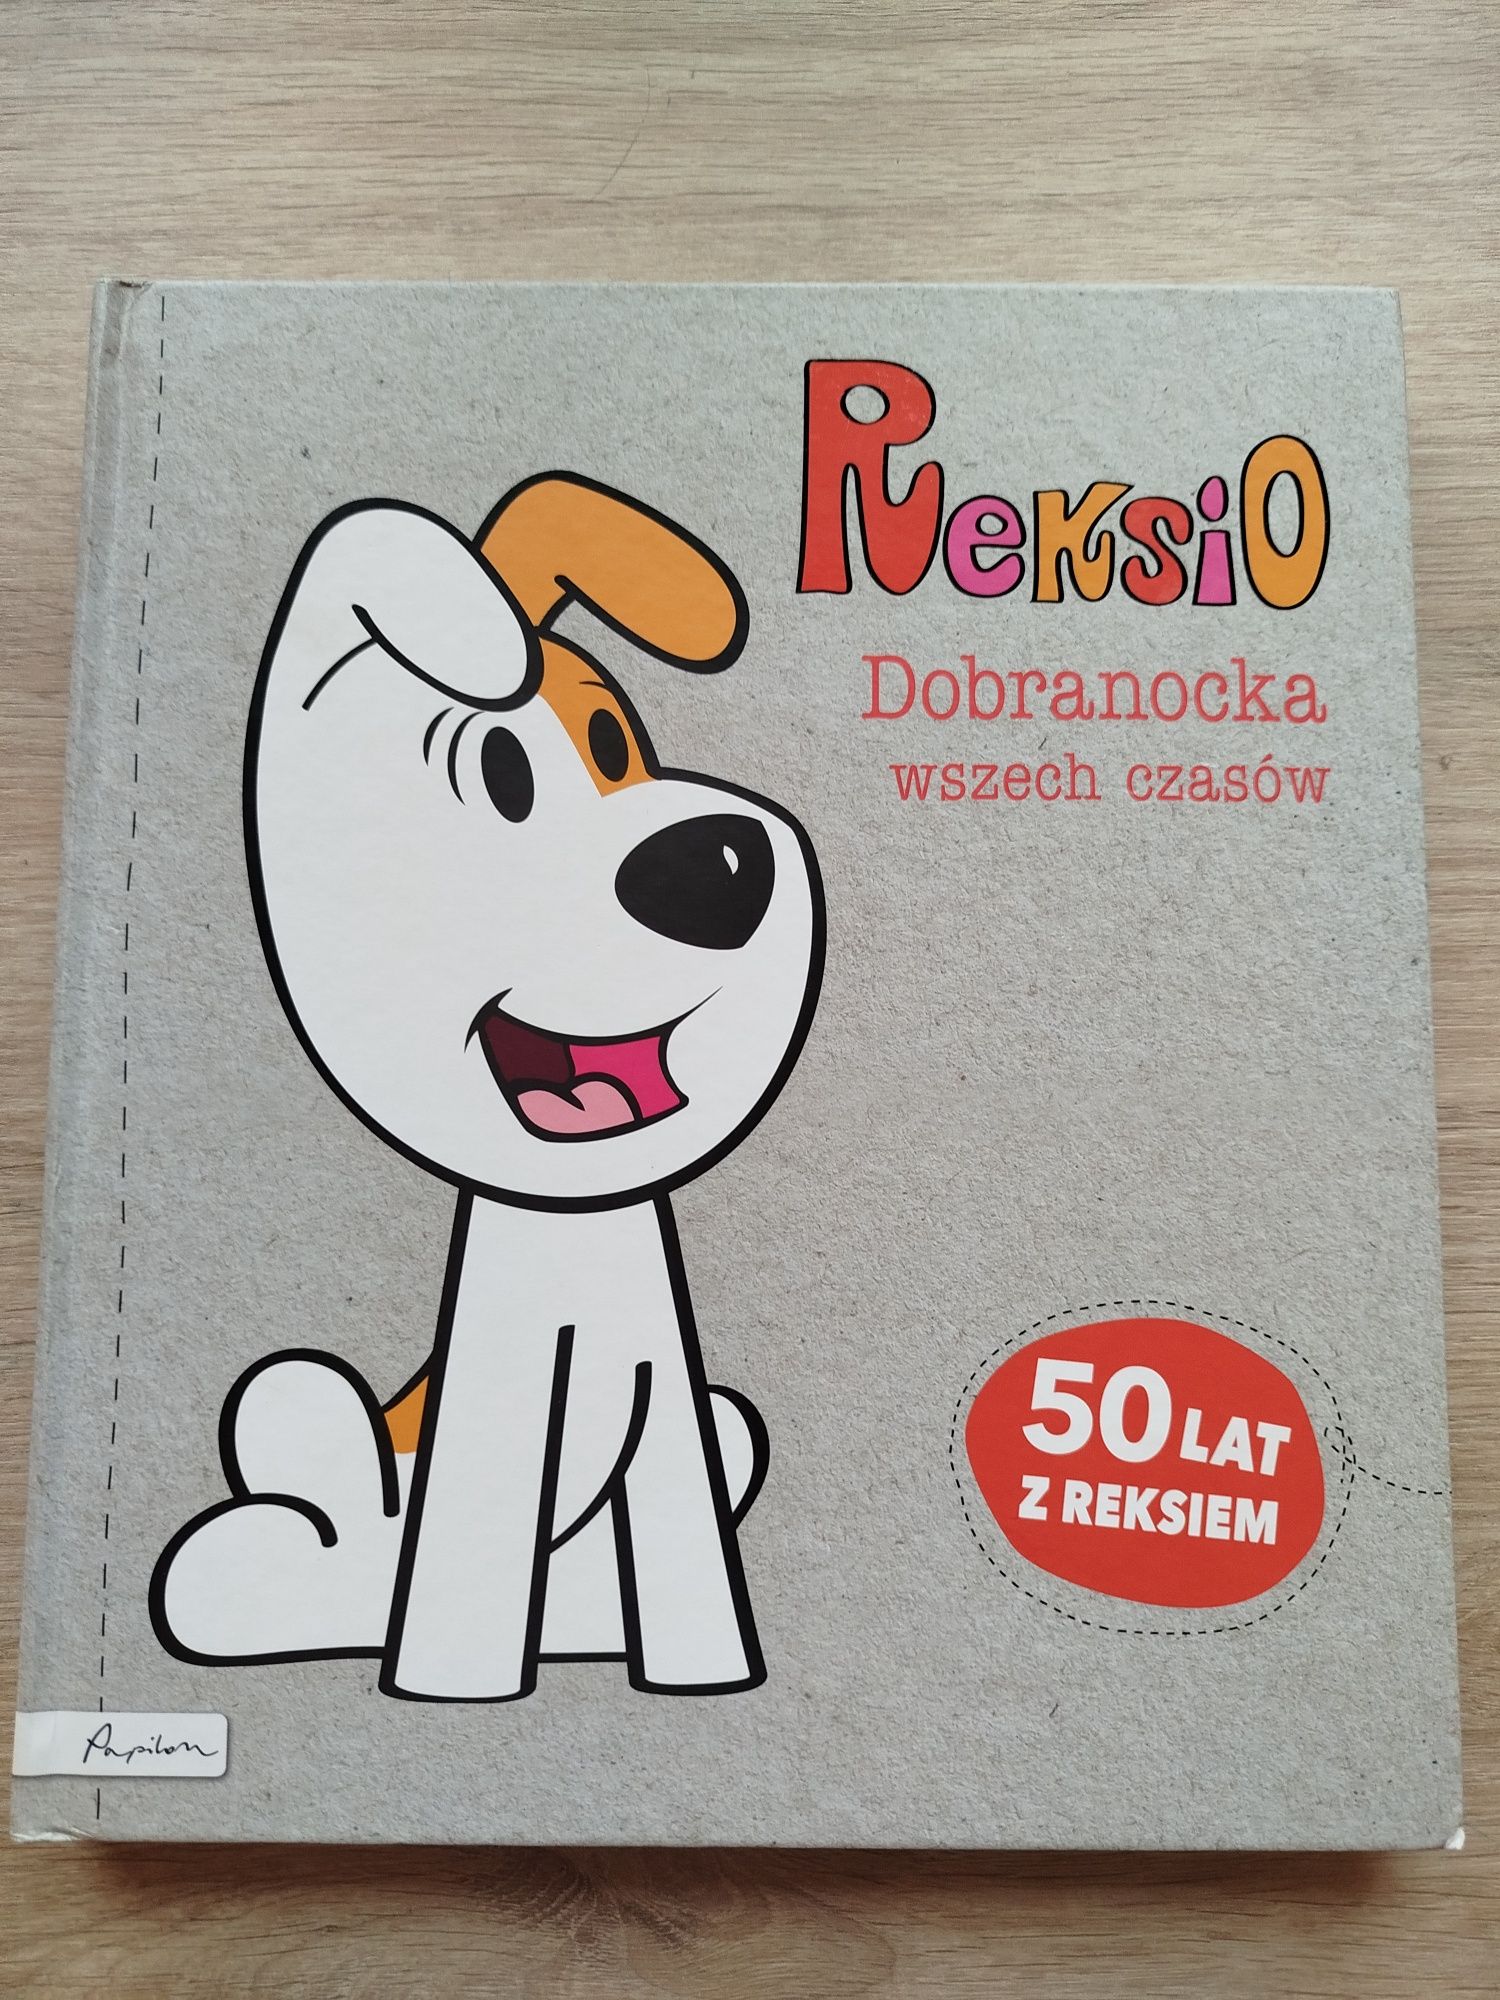 Reksio
Dobranocka
wszech czasów
50 LAT
Z REKSIEM
Papilon